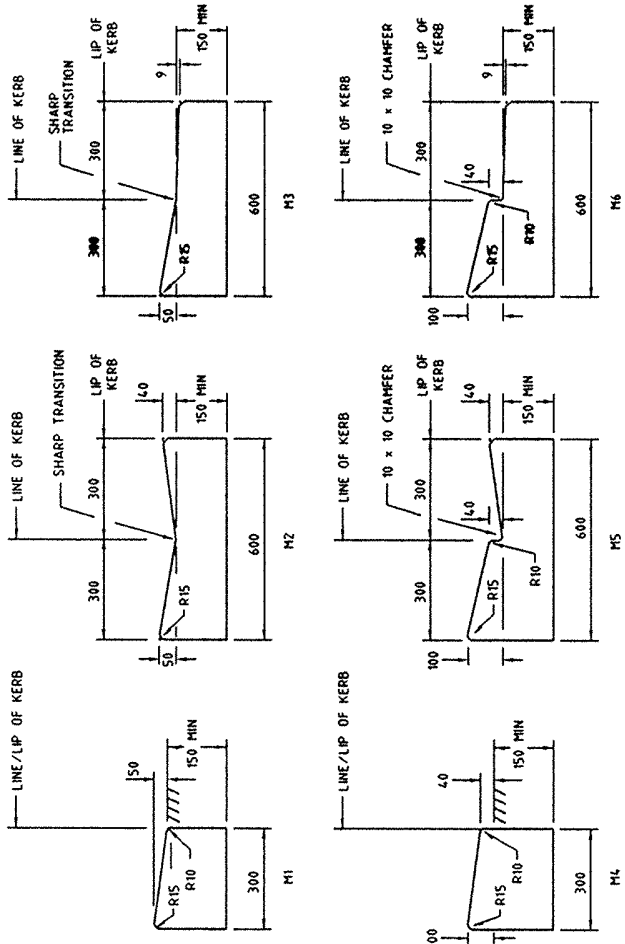 LINE/LIP OF KERB
50
150 MIN
R15
R10
300
M1
LINE OF KERB
SHARP TRANSITION
300
300
LIP OF
KERB
40
50
150 MIN
R15
600
M2
LINE OF KERB
SHARP
TRANSITION
300
300
LIP OF
KERB
9
50
150 MIN
R15
600
M3
LINE/LIP OF KERB
40
00
150 MIN
R15
R10
300
M4
LINE OF KERB
10 x 10 CHAMFER
300
300
LIP OF
KERB
40
40
100
150 MIN
R15
R10
600
M5
LINE OF KERB
10 x 10 CHAMFER
300
300
LIP OF
KERB
40
9
100
150 MIN
R15
R10
600
M6